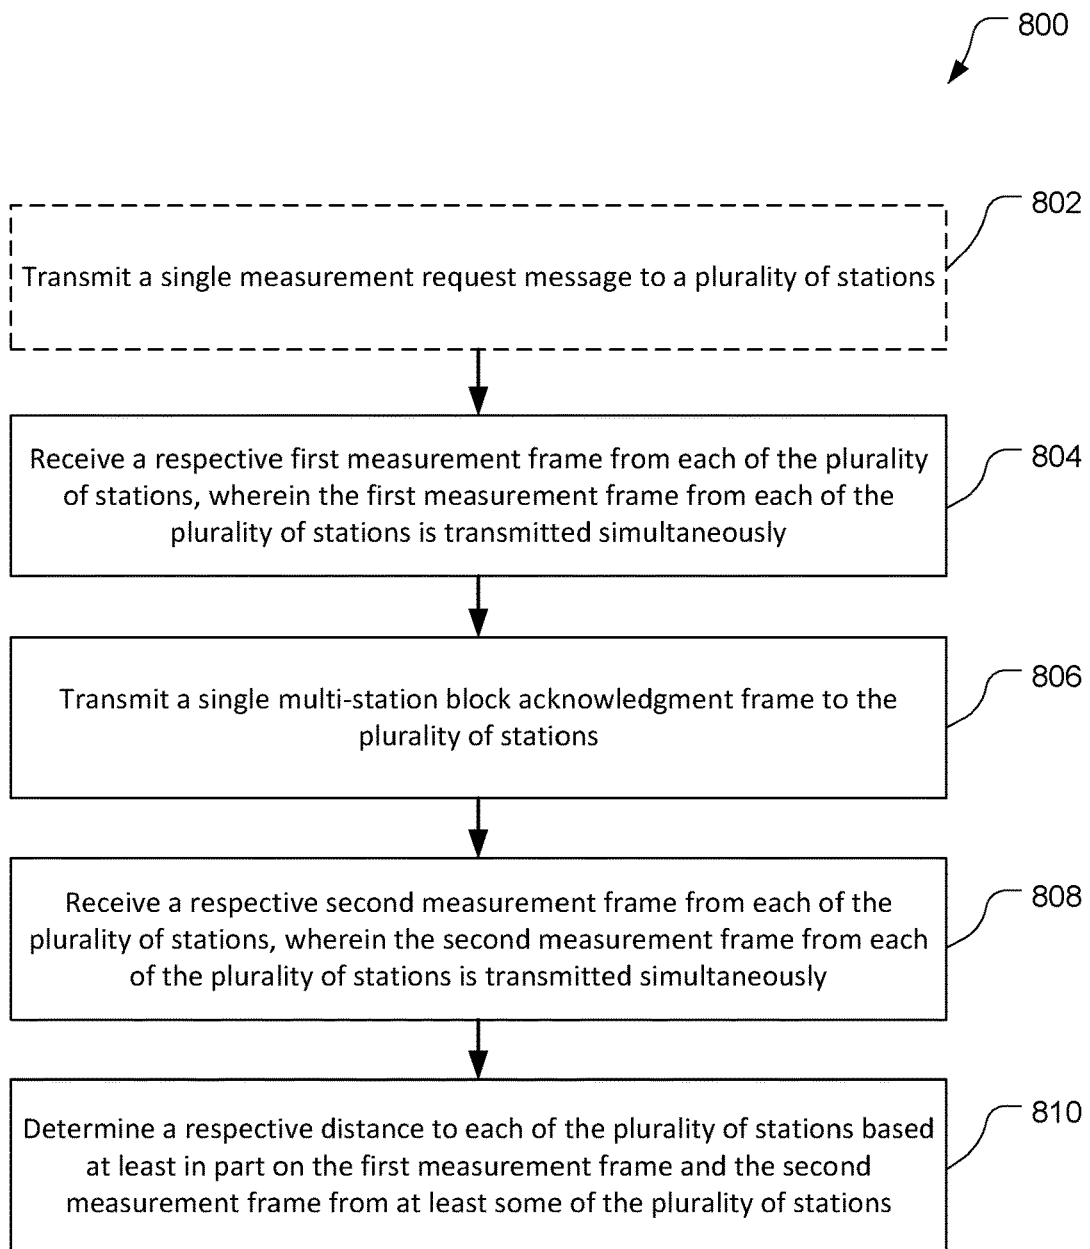 800
802
Transmit a single measurement request message to a plurality of stations
804
Receive a respective first measurement frame from each of the plurality
of stations, wherein the first measurement frame from each of the
plurality of stations is transmitted simultaneously
806
Transmit a single multi-station block acknowledgment frame to the
plurality of stations
808
Receive a respective second measurement frame from each of the
plurality of stations, wherein the second measurement frame from each
of the plurality of stations is transmitted simultaneously
810
Determine a respective distance to each of the plurality of stations based
at least in part on the first measurement frame and the second
measurement frame from at least some of the plurality of stations